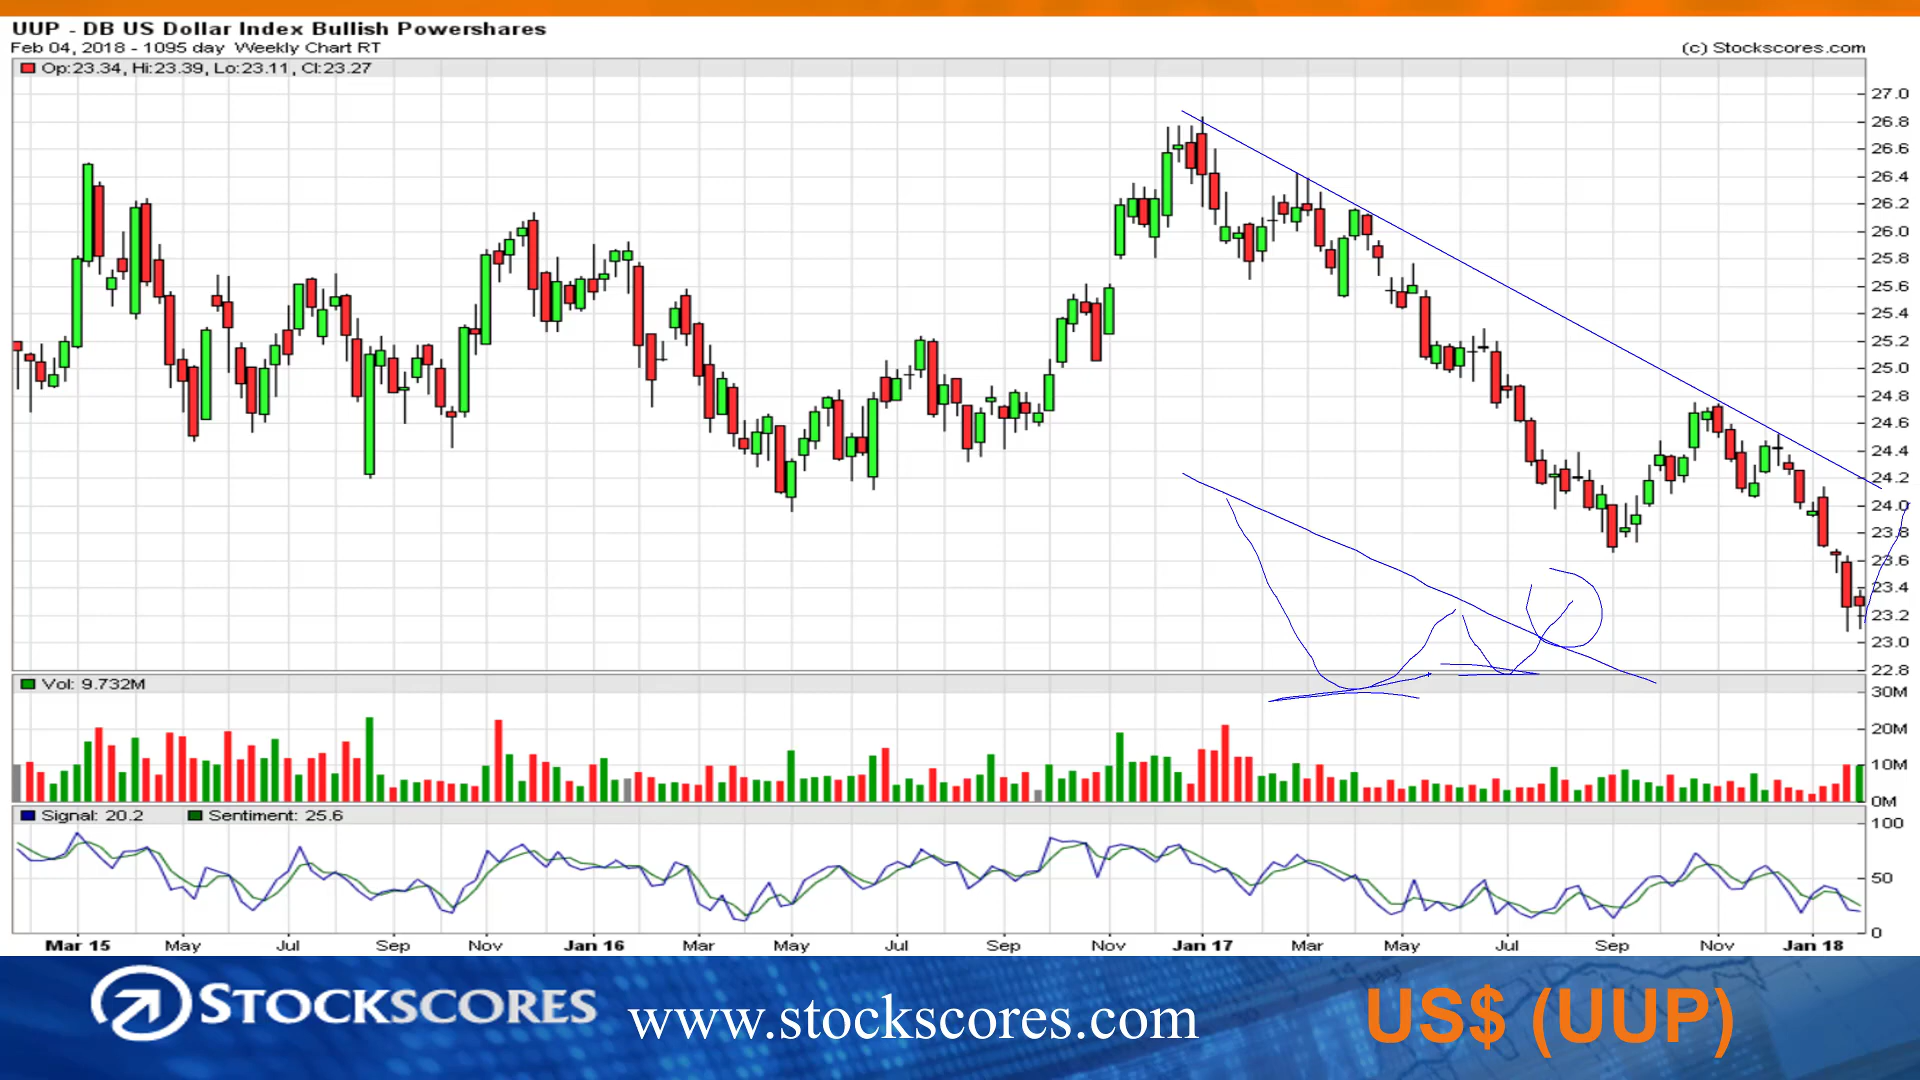 UUP - DB US Dollar Index Bullish Powershares
Feb 04, 2018 - 1095 day Weekly Chart RT
(c) Stockscores.com
Op:23.34, Hi:23.39, Lo:23.11, Cl:23.27
27.0
26.8
26.6
26.4
26.2
26.0
25.8
25.6
25.4
25.2
25.0
24.8
24.6
24.4
24.2
24.0
23.8
23.6
23.4
23.2
23.0
22.8
Vol: 9.732M
30M
20M
10M
0M
Signal: 20.2 Sentiment: 25.6
100
50
0
Mar 15 May Jul Sep Nov Jan 16 Mar May Jul Sep Nov Jan 17 Mar May Jul Sep Nov Jan 18
STOCKSCORES www.stockscores.com US$ (UUP)